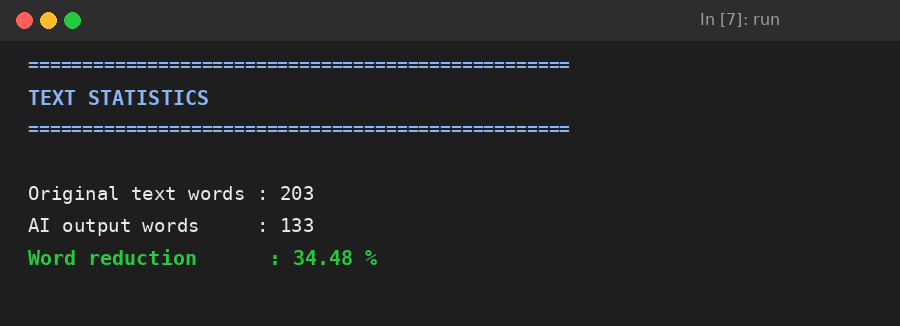 In [7]: run
==================================================
TEXT STATISTICS
==================================================
Original text words : 203
AI output words     : 133
Word reduction      : 34.48 %